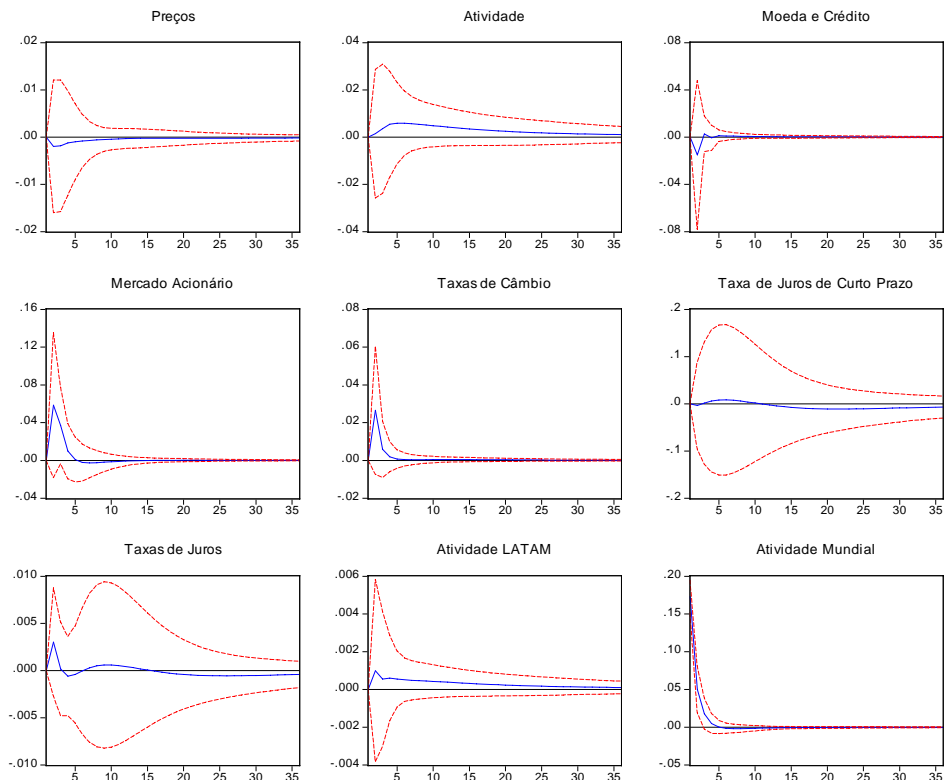 Preços
.02
.01
.00
-.01
-.02
5 10 15 20 25 30 35
Atividade
.04
.02
.00
-.02
-.04
5 10 15 20 25 30 35
Moeda e Crédito
.08
.04
.00
-.04
-.08
5 10 15 20 25 30 35
Mercado Acionário
.16
.12
.08
.04
.00
-.04
5 10 15 20 25 30 35
Taxas de Câmbio
.08
.06
.04
.02
.00
-.02
5 10 15 20 25 30 35
Taxa de Juros de Curto Prazo
.2
.1
.0
-.1
-.2
5 10 15 20 25 30 35
Taxas de Juros
.010
.005
.000
-.005
-.010
5 10 15 20 25 30 35
Atividade LATAM
.006
.004
.002
.000
-.002
-.004
5 10 15 20 25 30 35
Atividade Mundial
.20
.15
.10
.05
.00
-.05
5 10 15 20 25 30 35